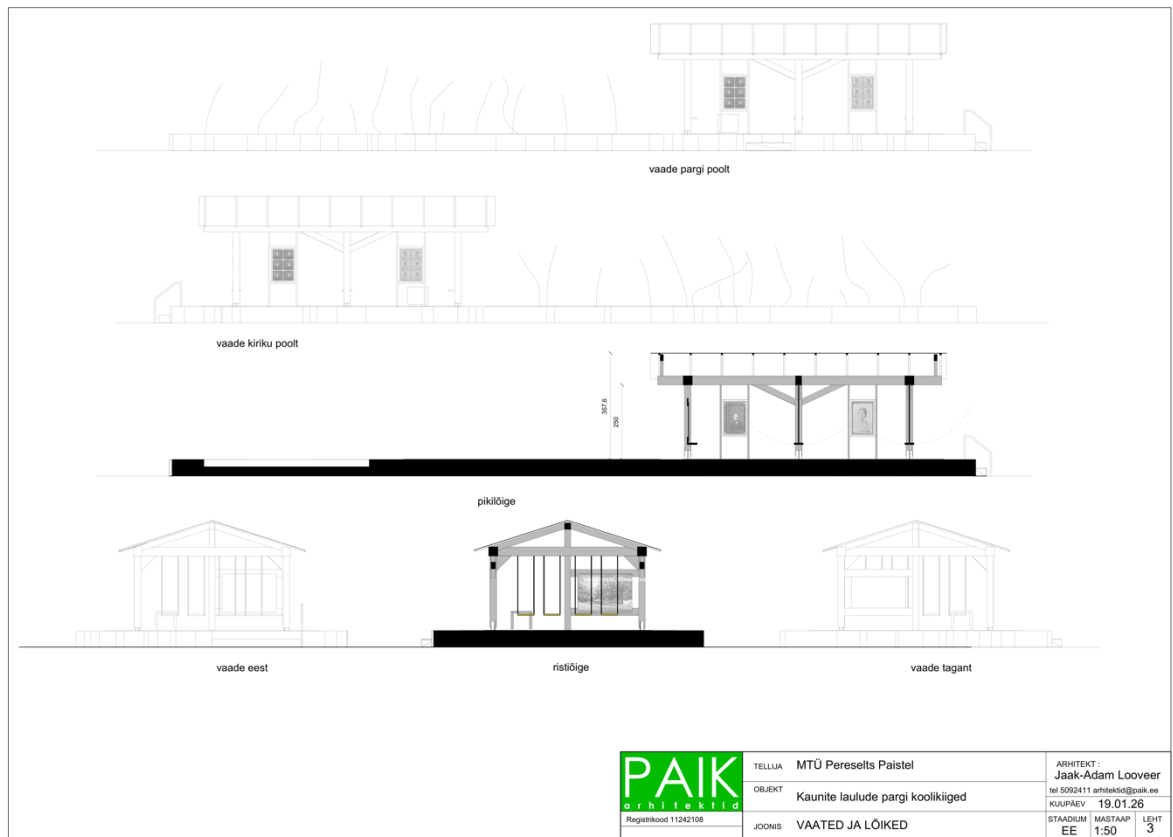 vaade pargi poolt
vaade kiriku poolt
357,6
250
pikilõige
vaade eest
ristiõige
vaade tagant
PAIK
arhitektid
Registrikood 11242108
TELLIJA MTÜ Pereselts Paistel
OBJEKT Kaunite laulude pargi koolikiiged
JOONIS VAATED JA LÕIKED
ARHITEKT :
Jaak-Adam Looveer
tel 5092411 arhitektid@paik.ee
KUUPÄEV 19.01.26
STAADIUM MASTAAP LEHT
EE 1:50 3